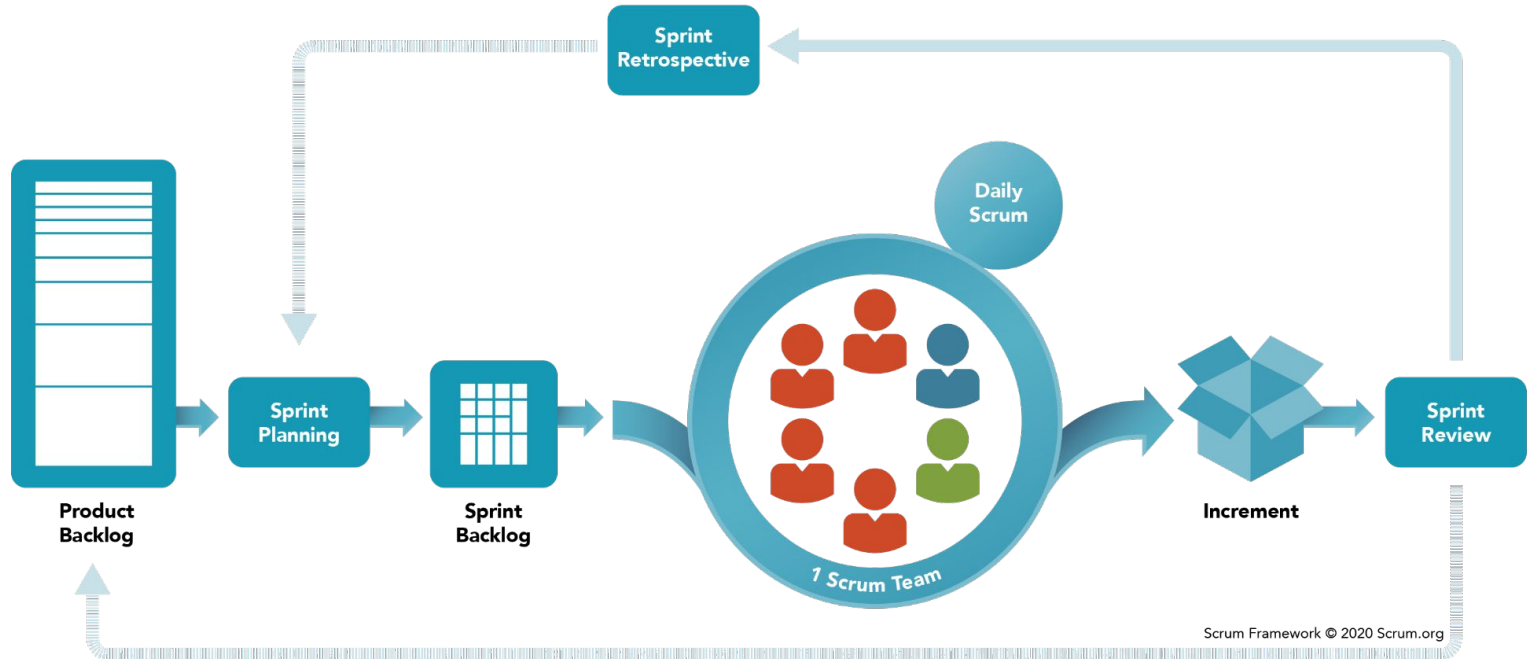 Sprint
Retrospective
Daily
Scrum
Sprint
Planning
Sprint
Review
Product
Backlog
Sprint
Backlog
Increment
1 Scrum Team
Scrum Framework © 2020 Scrum.org